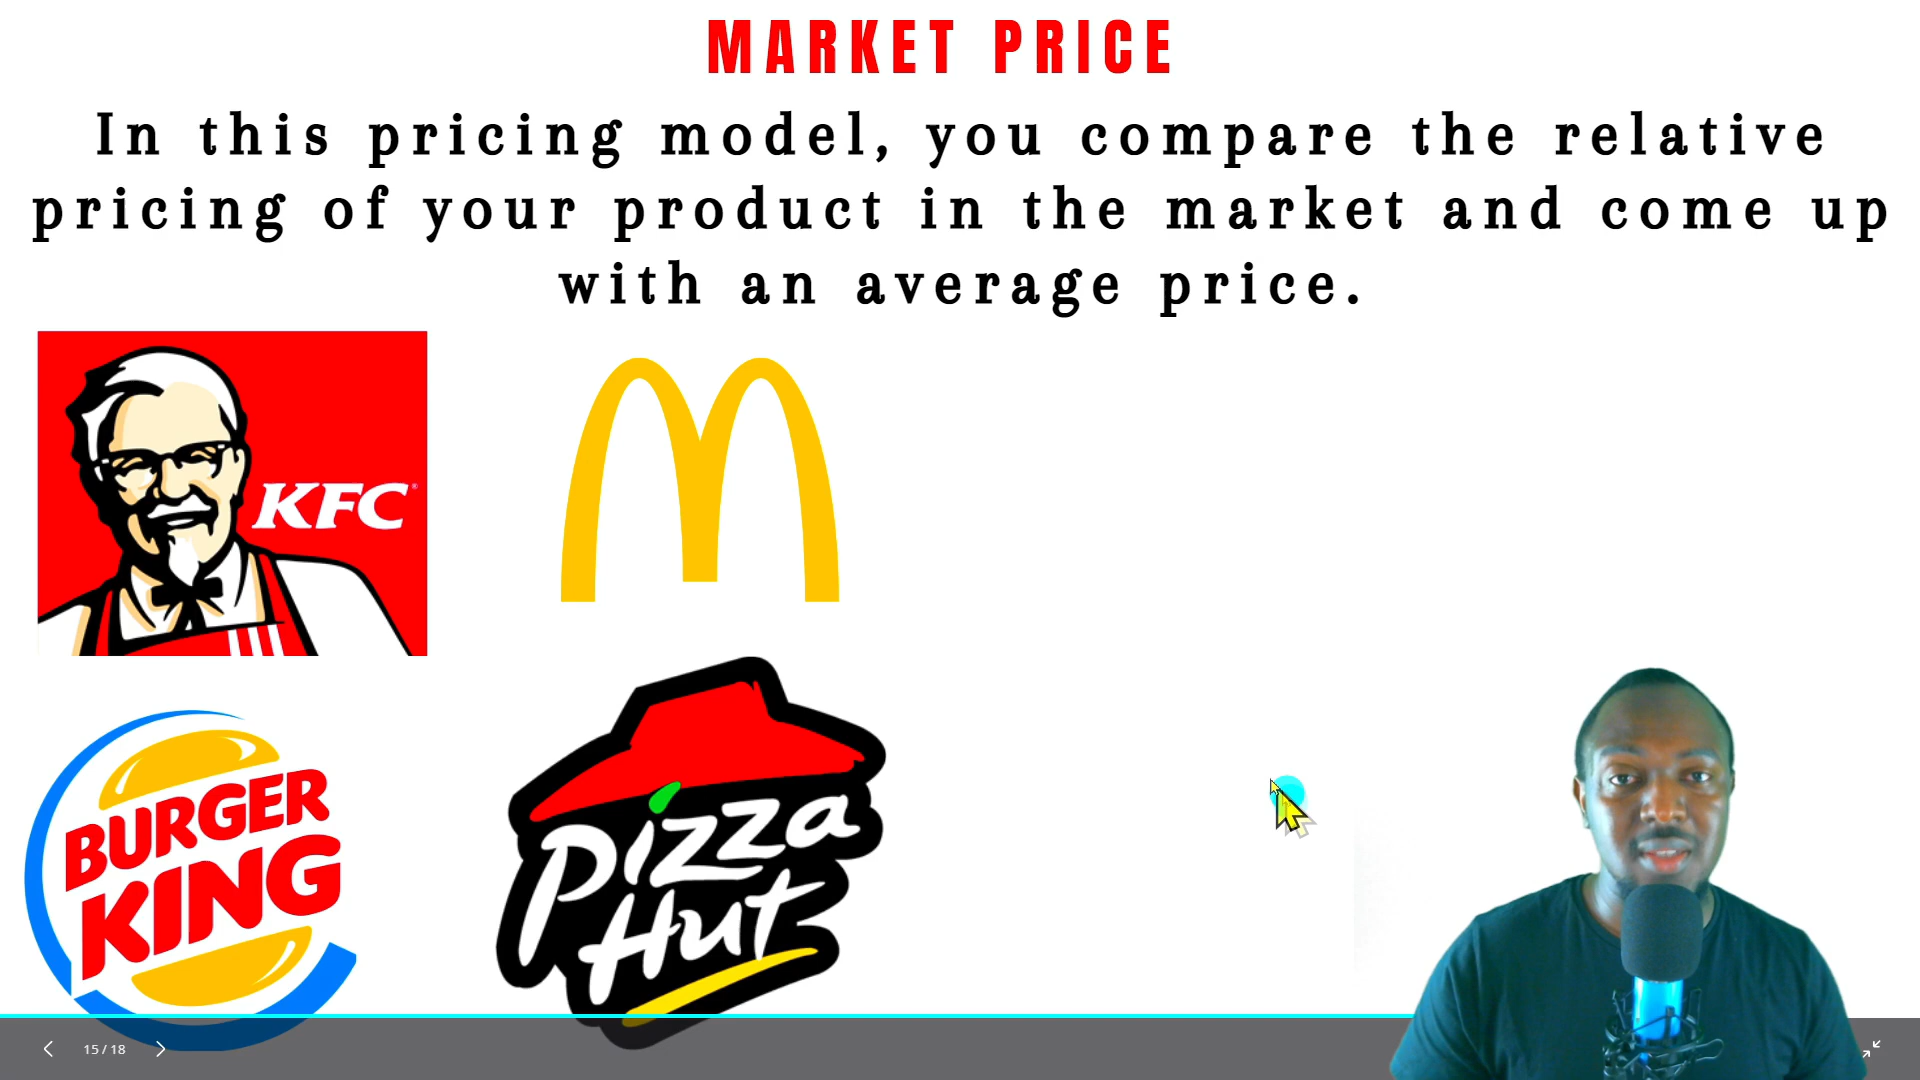 MARKET PRICE
In this pricing model, you compare the relative
pricing of your product in the market and come up
with an average price.
KFC
BURGER
KING
Pizza
Hut
15 / 18